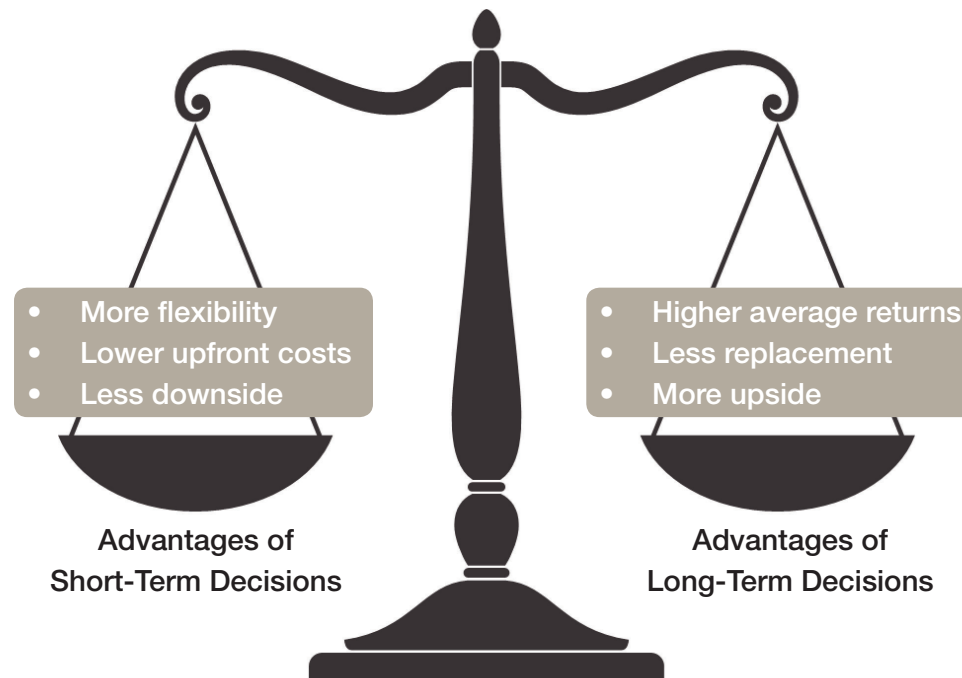 • More flexibility
• Lower upfront costs
• Less downside
Advantages of
Short-Term Decisions
• Higher average returns
• Less replacement
• More upside
Advantages of
Long-Term Decisions